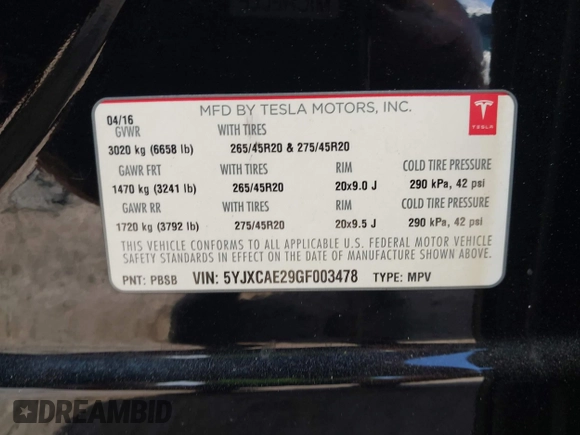 MFD BY TESLA MOTORS, INC.
04/16
GVWR WITH TIRES
3020 kg (6658 lb) 265/45R20 & 275/45R20
TESLA
GAWR FRT WITH TIRES RIM COLD TIRE PRESSURE
1470 kg (3241 lb) 265/45R20 20x9.0 J 290 kPa, 42 psi
GAWR RR WITH TIRES RIM COLD TIRE PRESSURE
1720 kg (3792 lb) 275/45R20 20x9.5 J 290 kPa, 42 psi
THIS VEHICLE CONFORMS TO ALL APPLICABLE U.S. FEDERAL MOTOR VEHICLE
SAFETY STANDARDS IN EFFECT ON THE DATE OF MANUFACTURE SHOWN ABOVE.
PNT: PBSB VIN: 5YJXCAE29GF003478 TYPE: MPV
DREAMBID